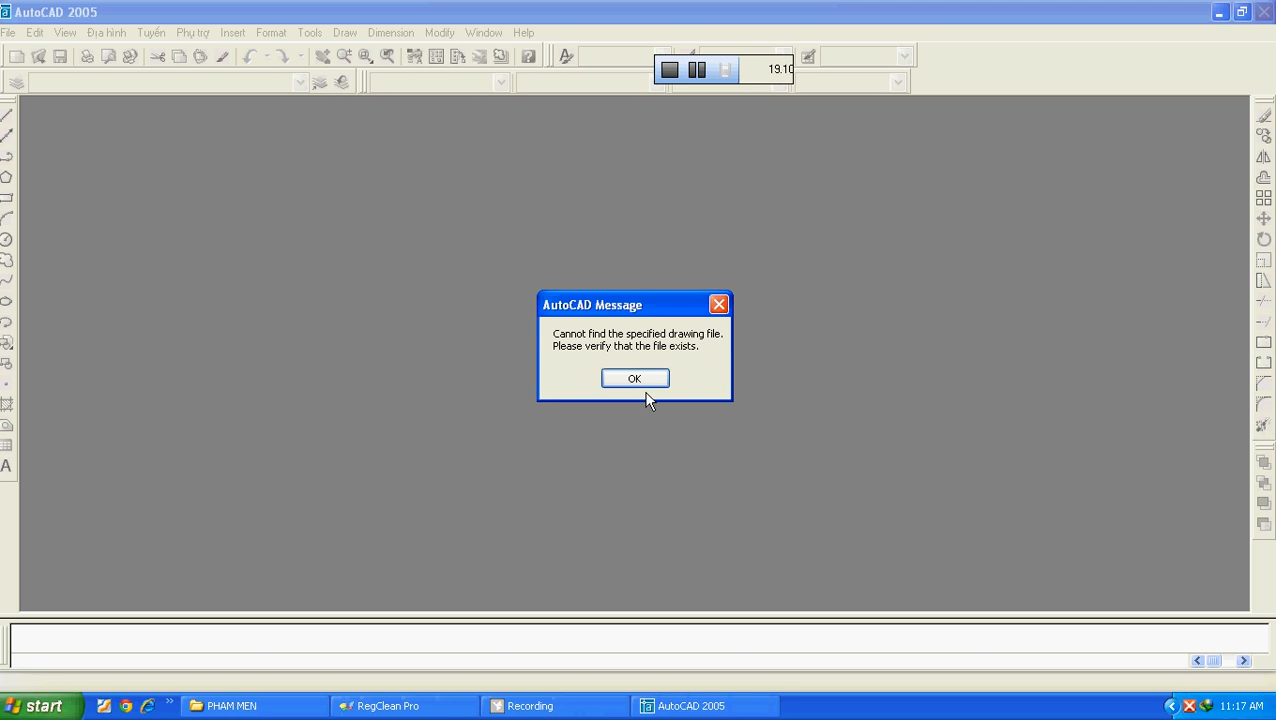 AutoCAD 2005
File Edit View Địa hình Tuyến Phụ trợ Insert Format Tools Draw Dimension Modify Window Help
19.10
AutoCAD Message
Cannot find the specified drawing file.
Please verify that the file exists.
OK
start PHAM MEN RegClean Pro Recording AutoCAD 2005 11:17 AM